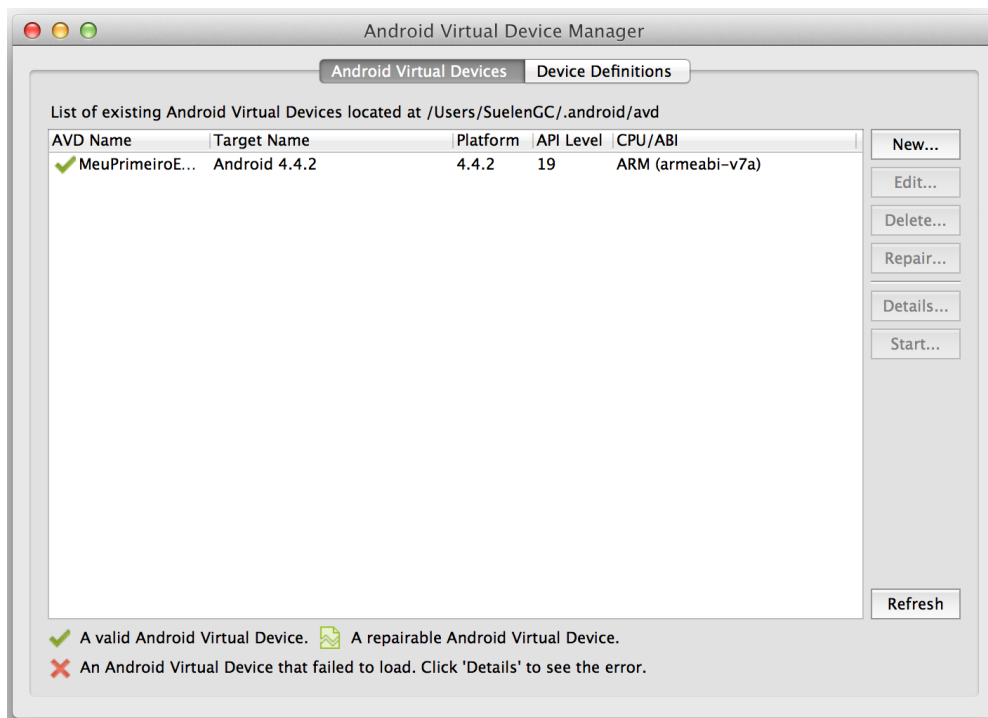 Android Virtual Device Manager
Android Virtual Devices Device Definitions
List of existing Android Virtual Devices located at /Users/SuelenGC/.android/avd
AVD Name Target Name Platform API Level CPU/ABI
MeuPrimeiroE... Android 4.4.2 4.4.2 19 ARM (armeabi-v7a)
New...
Edit...
Delete...
Repair...
Details...
Start...
Refresh
A valid Android Virtual Device. A repairable Android Virtual Device.
An Android Virtual Device that failed to load. Click 'Details' to see the error.